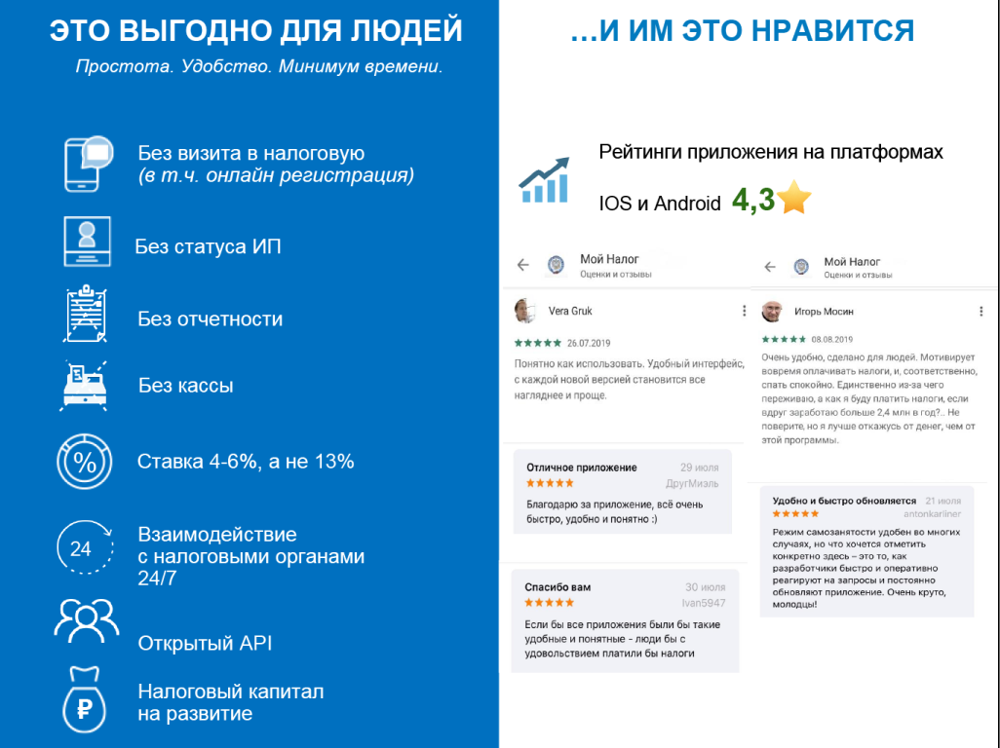 ЭТО ВЫГОДНО ДЛЯ ЛЮДЕЙ
Простота. Удобство. Минимум времени.
Без визита в налоговую
(в т.ч. онлайн регистрация)
Без статуса ИП
Без отчетности
Без кассы
%
Ставка 4-6%, а не 13%
24
Взаимодействие
с налоговыми органами
24/7
Открытый API
₽
Налоговый капитал
на развитие
...И ИМ ЭТО НРАВИТСЯ
Рейтинги приложения на платформах
IOS и Android 4,3
Мой Налог
Оценки и отзывы
Vera Gruk
26.07.2019
Понятно как использовать. Удобный интерфейс,
с каждой новой версией становится все
нагляднее и проще.
Отличное приложение 29 июля
ДругМиэль
Благодарю за приложение, всё очень
быстро, удобно и понятно :)
Спасибо вам 30 июля
Ivan5947
Если бы все приложения были бы такие
удобные и понятные - люди бы с
удовольствием платили бы налоги
Мой Налог
Оценки и отзывы
Игорь Мосин
08.08.2019
Очень удобно, сделано для людей. Мотивирует
вовремя оплачивать налоги, и, соответственно,
спать спокойно. Единственно из-за чего
переживаю, а как я буду платить налоги, если
вдруг заработаю больше 2,4 млн в год?.. Не
поверите, но я лучше откажусь от денег, чем от
этой программы.
Удобно и быстро обновляется 21 июля
antonkarliner
Режим самозанятости удобен во многих
случаях, но что хочется отметить
конкретно здесь – это то, как
разработчики быстро и оперативно
реагируют на запросы и постоянно
обновляют приложение. Очень круто,
молодцы!